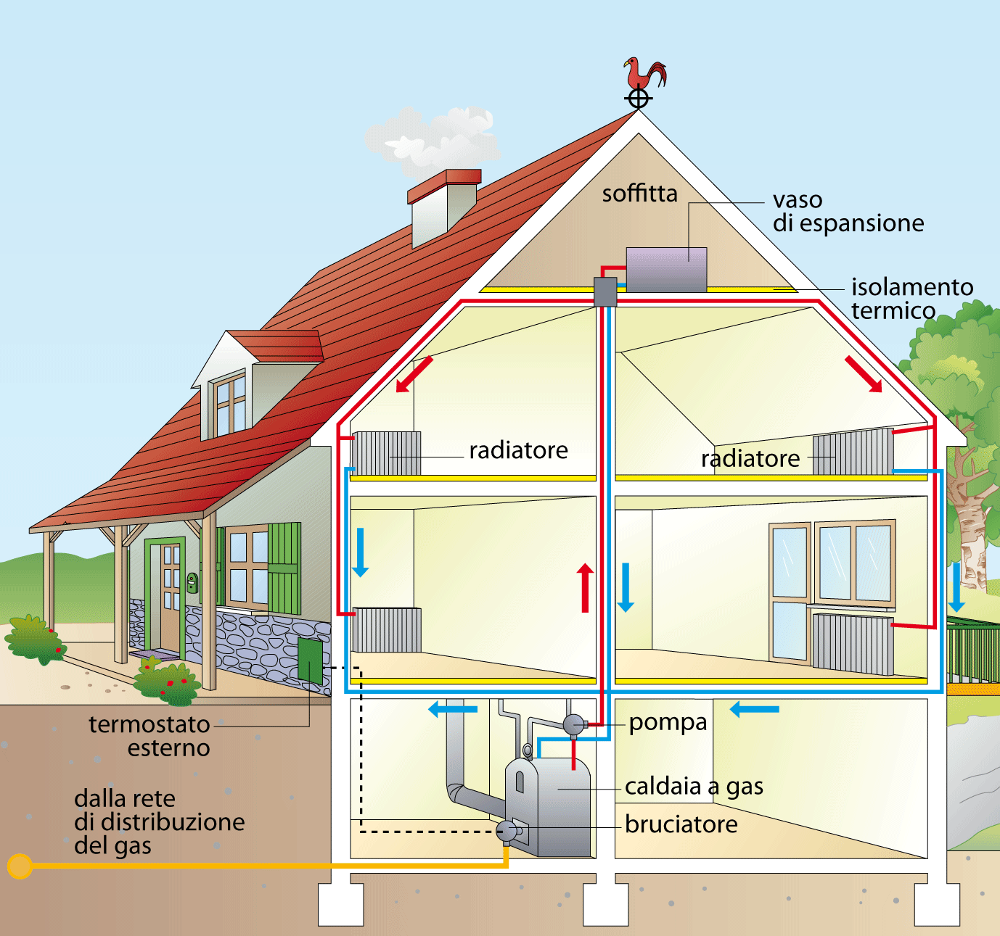 soffitta
vaso
di espansione
isolamento
termico
radiatore
radiatore
termostato
esterno
pompa
caldaia a gas
dalla rete
di distribuzione
del gas
bruciatore